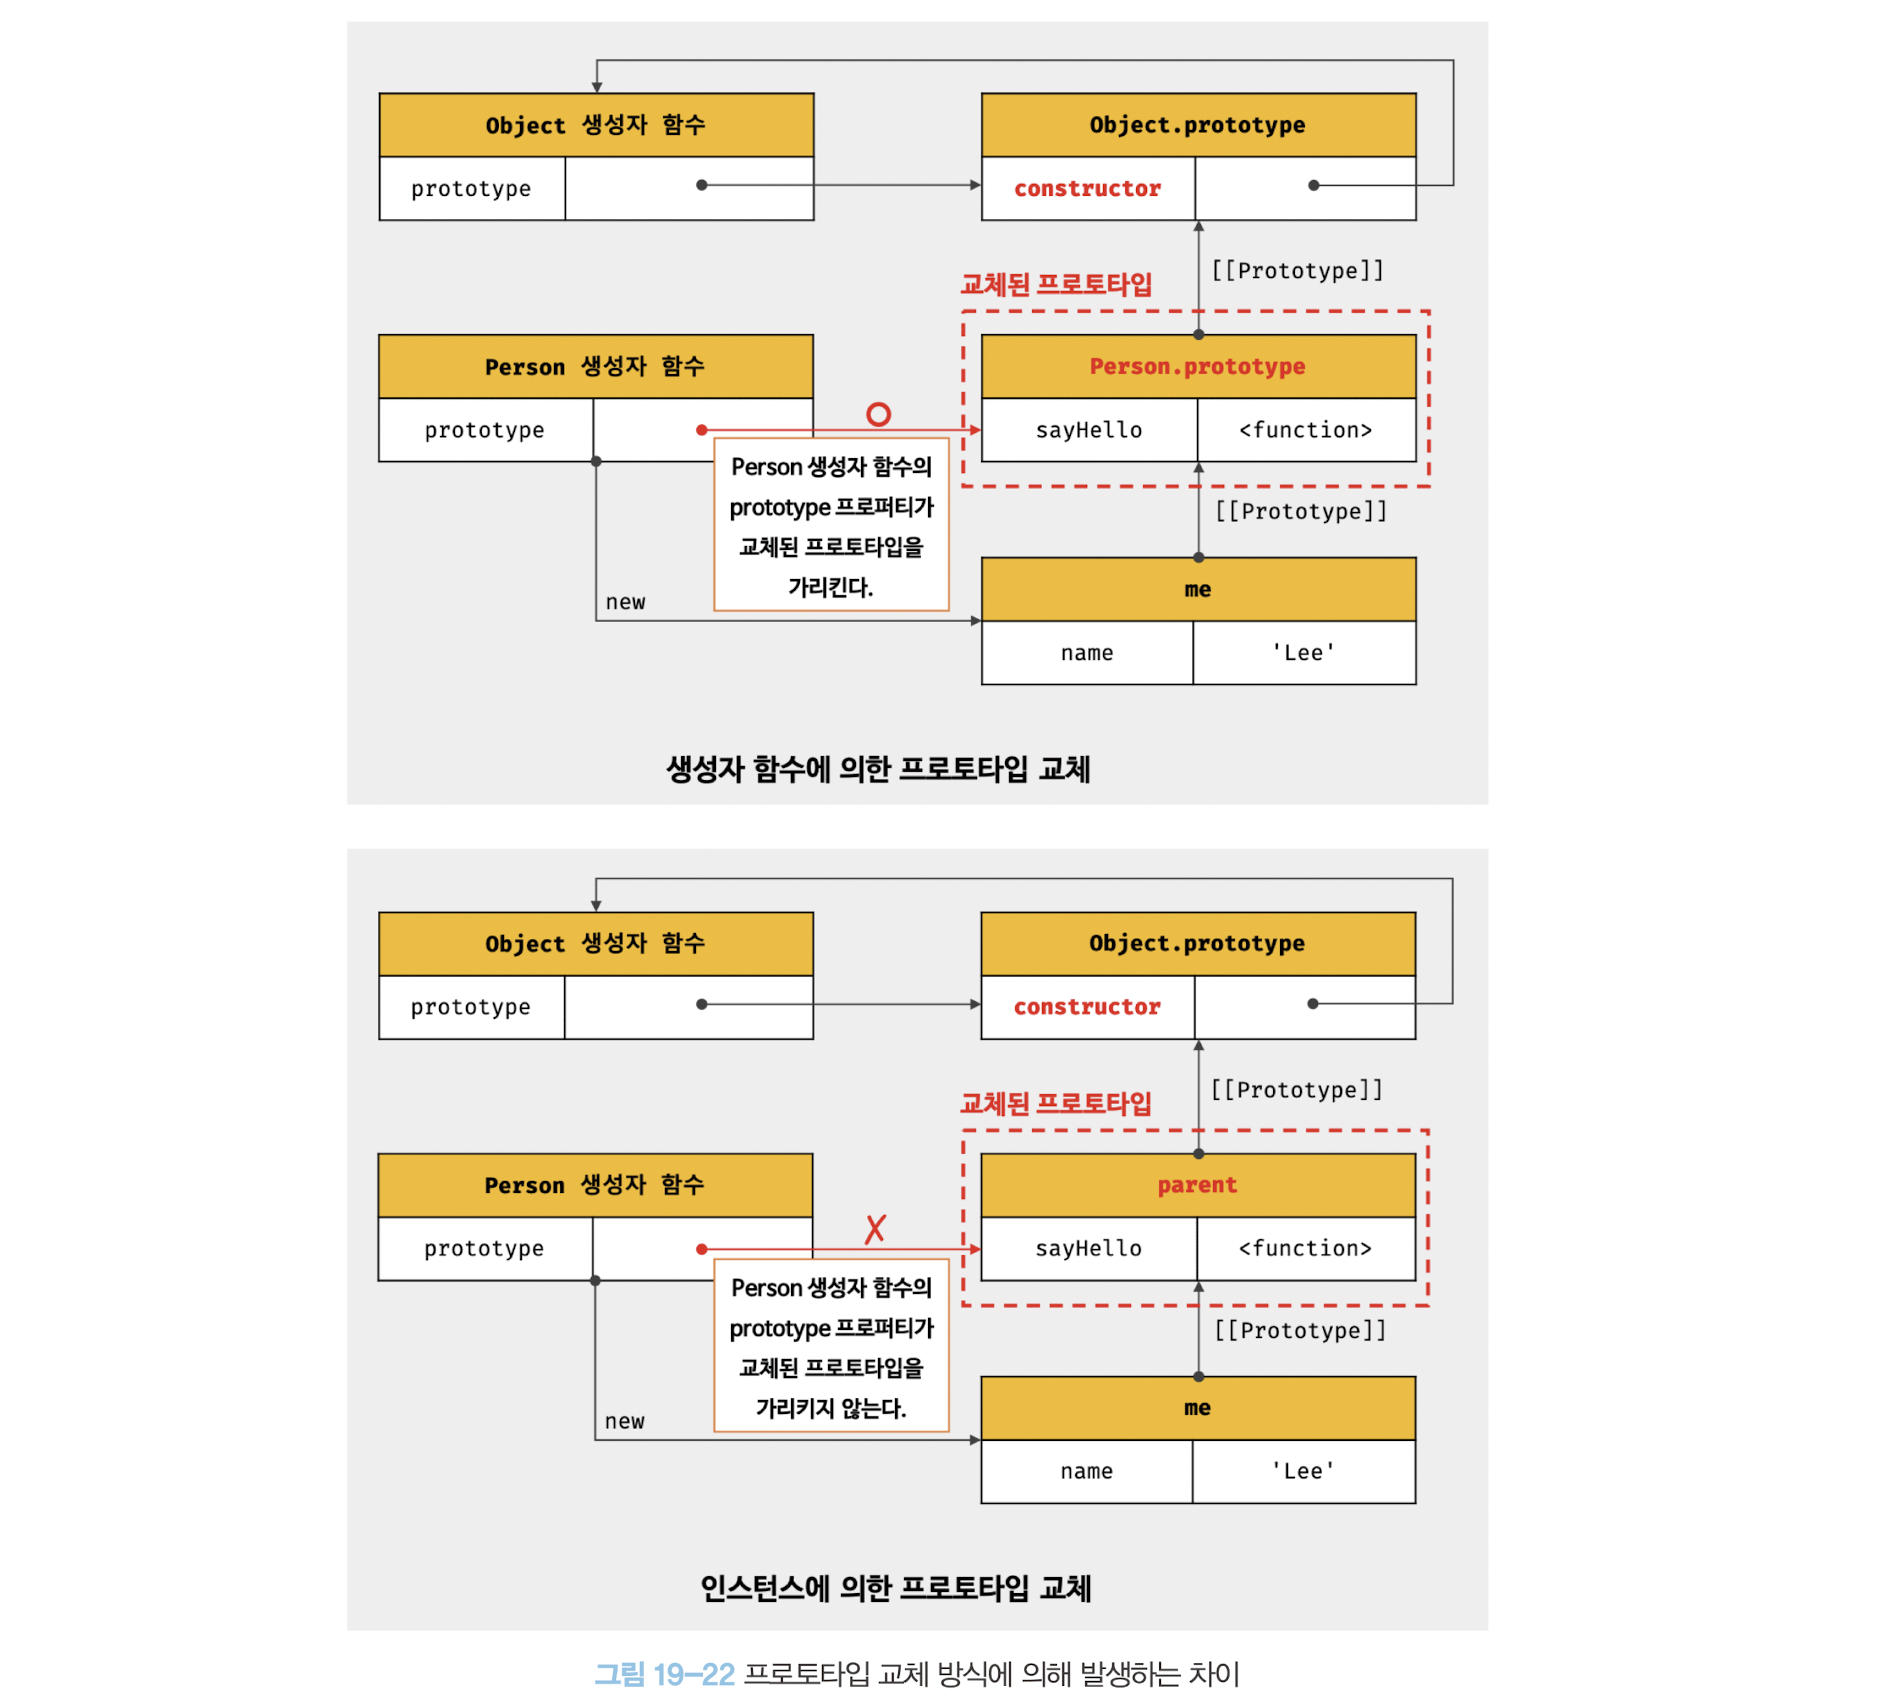 Object 생성자 함수
Object.prototype
prototype
constructor
[[Prototype]]
교체된 프로토타입
Person 생성자 함수
Person.prototype
prototype
sayHello
<function>
Person 생성자 함수의
prototype 프로퍼티가
교체된 프로토타입을
가리킨다.
[[Prototype]]
new
me
name
'Lee'
생성자 함수에 의한 프로토타입 교체
Object 생성자 함수
Object.prototype
prototype
constructor
[[Prototype]]
교체된 프로토타입
Person 생성자 함수
parent
X
prototype
sayHello
<function>
Person 생성자 함수의
prototype 프로퍼티가
교체된 프로토타입을
가리키지 않는다.
[[Prototype]]
new
me
name
'Lee'
인스턴스에 의한 프로토타입 교체
그림 19–22 프로토타입 교체 방식에 의해 발생하는 차이